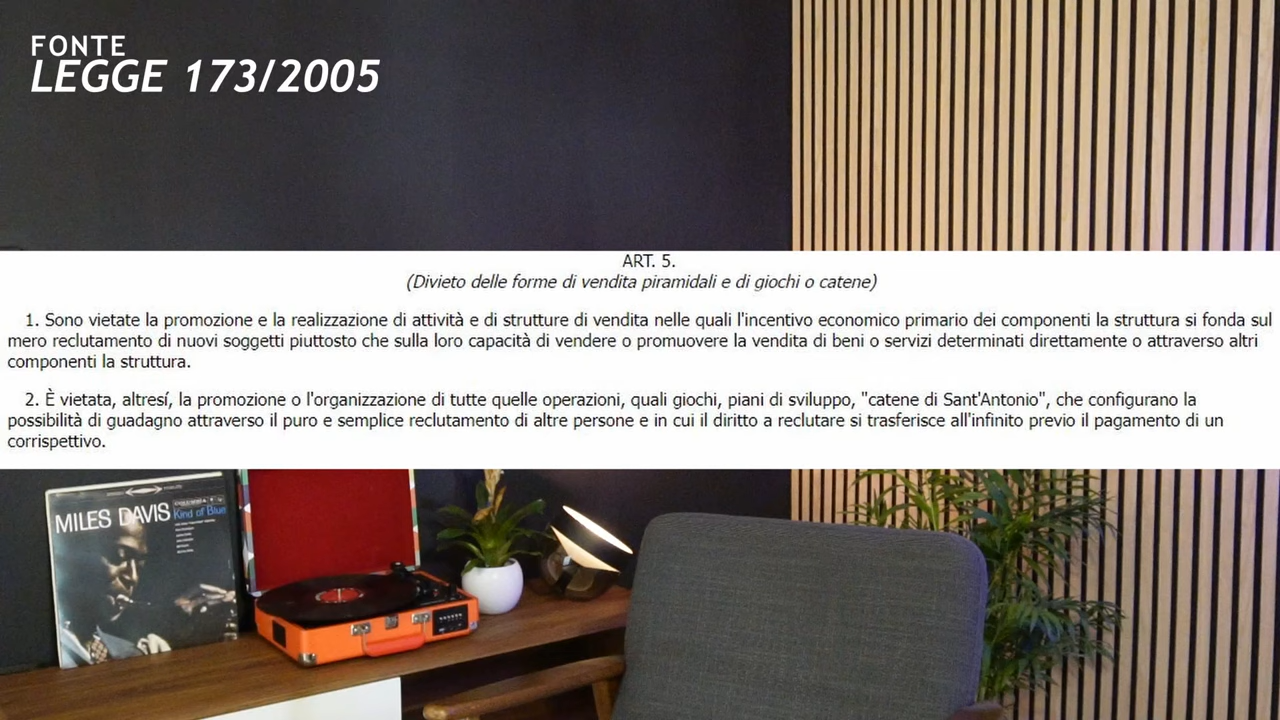 FONTE
LEGGE 173/2005
ART. 5.
(Divieto delle forme di vendita piramidali e di giochi o catene)
1. Sono vietate la promozione e la realizzazione di attività e di strutture di vendita nelle quali l'incentivo economico primario dei componenti la struttura si fonda sul
mero reclutamento di nuovi soggetti piuttosto che sulla loro capacità di vendere o promuovere la vendita di beni o servizi determinati direttamente o attraverso altri
componenti la struttura.
2. È vietata, altresí, la promozione o l'organizzazione di tutte quelle operazioni, quali giochi, piani di sviluppo, "catene di Sant'Antonio", che configurano la
possibilità di guadagno attraverso il puro e semplice reclutamento di altre persone e in cui il diritto a reclutare si trasferisce all'infinito previo il pagamento di un
corrispettivo.
MILES DAVIS
Kind of Blue